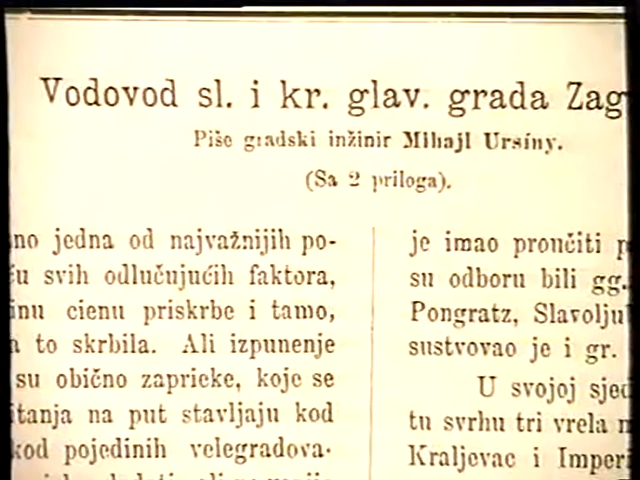 Vodovod sl. i kr. glav. grada Zag
Piše gradski inžinir Mihajl Ursíny.
(Sa 2 priloga).
no jedna od najvažnijih po-
u svih odlučujućih faktora,
inu cienu priskrbe i tamo,
to skrbila. Ali izpunenje
su obično zaprieke, koje se
itanja na put stavljaju kod
kod pojedinih velegradova-
je imao proučiti
su odboru bili gg.
Pongratz, Slavolju
sustvovao je i gr.
U svojoj sjed
tu svrhu tri vrela
Kraljevac i Imperi